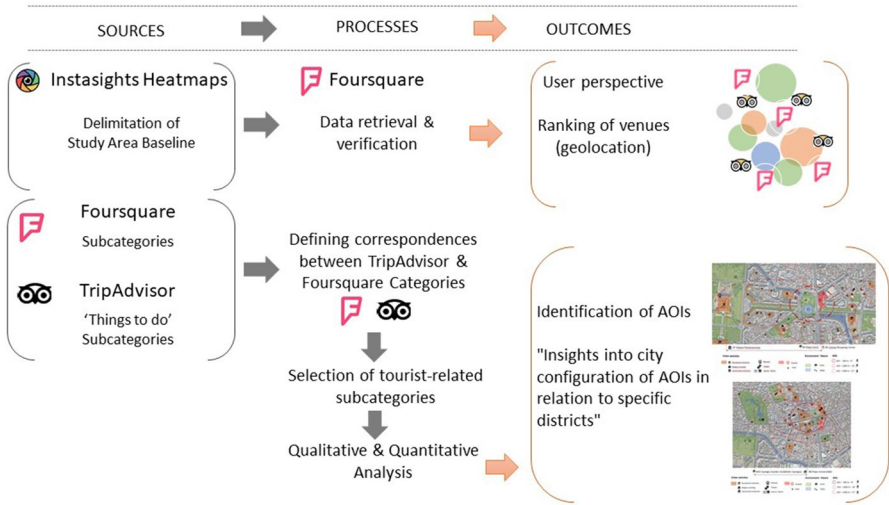 SOURCES
PROCESSES
OUTCOMES
Instasights Heatmaps
Delimitation of
Study Area Baseline
Foursquare
Data retrieval &
verification
User perspective
Ranking of venues
(geolocation)
Foursquare
Subcategories
TripAdvisor
'Things to do'
Subcategories
Defining correspondences
between TripAdvisor &
Foursquare Categories
Selection of tourist-related
subcategories
Qualitative & Quantitative
Analysis
Identification of AOIs
"Insights into city
configuration of AOIs in
relation to specific
districts"